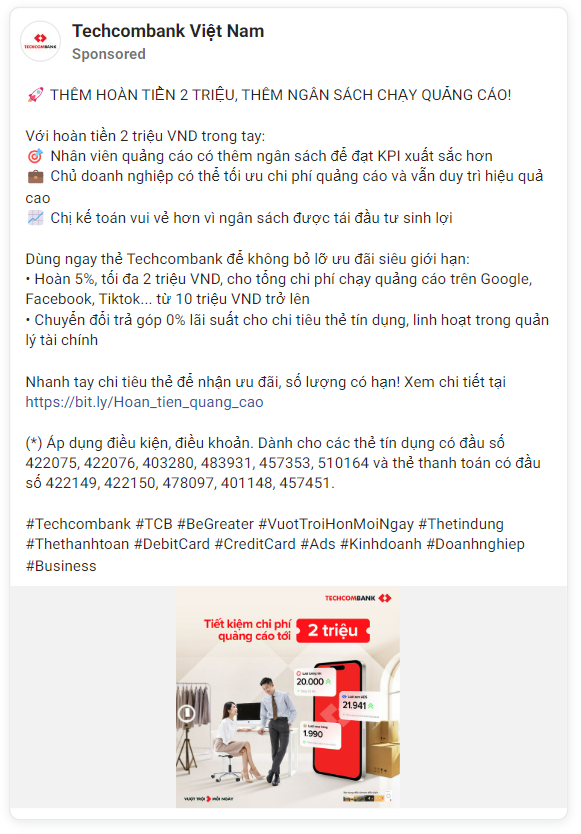 Techcombank Việt Nam
Sponsored
🚀 THÊM HOÀN TIỀN 2 TRIỆU, THÊM NGÂN SÁCH CHẠY QUẢNG CÁO!
Với hoàn tiền 2 triệu VND trong tay:
🎯 Nhân viên quảng cáo có thêm ngân sách để đạt KPI xuất sắc hơn
💼 Chủ doanh nghiệp có thể tối ưu chi phí quảng cáo và vẫn duy trì hiệu quả
cao
📈 Chị kế toán vui vẻ hơn vì ngân sách được tái đầu tư sinh lợi
Dùng ngay thẻ Techcombank để không bỏ lỡ ưu đãi siêu giới hạn:
• Hoàn 5%, tối đa 2 triệu VND, cho tổng chi phí chạy quảng cáo trên Google,
Facebook, Tiktok... từ 10 triệu VND trở lên
• Chuyển đổi trả góp 0% lãi suất cho chi tiêu thẻ tín dụng, linh hoạt trong quản
lý tài chính
Nhanh tay chi tiêu thẻ để nhận ưu đãi, số lượng có hạn! Xem chi tiết tại
https://bit.ly/Hoan_tien_quang_cao
(*) Áp dụng điều kiện, điều khoản. Dành cho các thẻ tín dụng có đầu số
422075, 422076, 403280, 483931, 457353, 510164 và thẻ thanh toán có đầu
số 422149, 422150, 478097, 401148, 457451.
#Techcombank #TCB #BeGreater #VuotTroiHonMoiNgay #Thetindung
#Thethanhtoan #DebitCard #CreditCard #Ads #Kinhdoanh #Doanhnghiep
#Business
TECHCOMBANK
TECHCOMBANK
Tiết kiệm chi phí
quảng cáo tới
2 triệu
20.000
21.941
1.990
VƯỢT TRỘI MỖI NGÀY